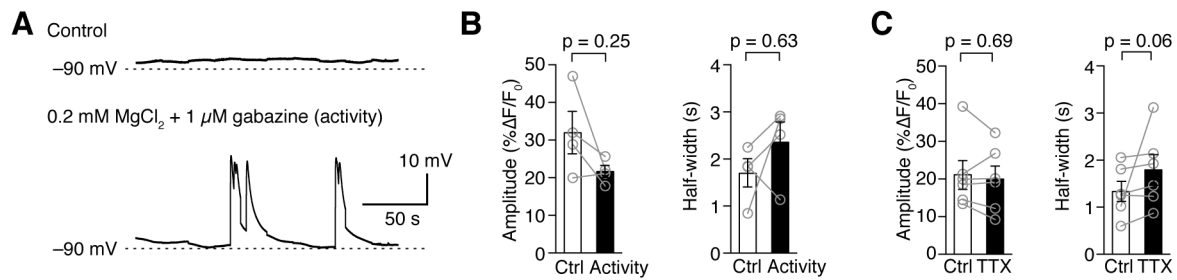 A
Control
–90 mV
0.2 mM MgCl2 + 1 µM gabazine (activity)
10 mV
50 s
–90 mV
B
p = 0.25
Amplitude (%ΔF/F0)
50
40
30
20
10
0
Ctrl Activity
p = 0.63
Half-width (s)
4
3
2
1
0
Ctrl Activity
C
p = 0.69
Amplitude (%ΔF/F0)
50
40
30
20
10
0
Ctrl TTX
p = 0.06
Half-width (s)
4
3
2
1
0
Ctrl TTX